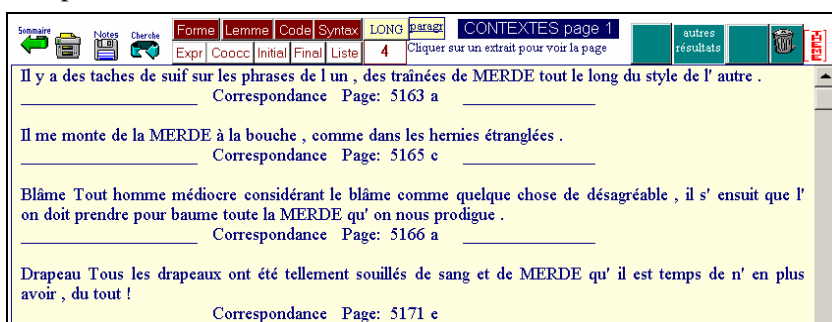 Sommaire
Notes
Cherche
Forme Lemme Code Syntax LONG paragr CONTEXTES page 1
Expr Coocc Initial Final Liste 4 Cliquer sur un extrait pour voir la page
autres
résultats
Il y a des taches de suif sur les phrases de l un , des traînées de MERDE tout le long du style de l' autre .
Correspondance Page: 5163 a
Il me monte de la MERDE à la bouche , comme dans les hernies étranglées .
Correspondance Page: 5165 c
Blâme Tout homme médiocre considérant le blâme comme quelque chose de désagréable , il s' ensuit que l'
on doit prendre pour baume toute la MERDE qu' on nous prodigue .
Correspondance Page: 5166 a
Drapeau Tous les drapeaux ont été tellement souillés de sang et de MERDE qu' il est temps de n' en plus
avoir , du tout !
Correspondance Page: 5171 e